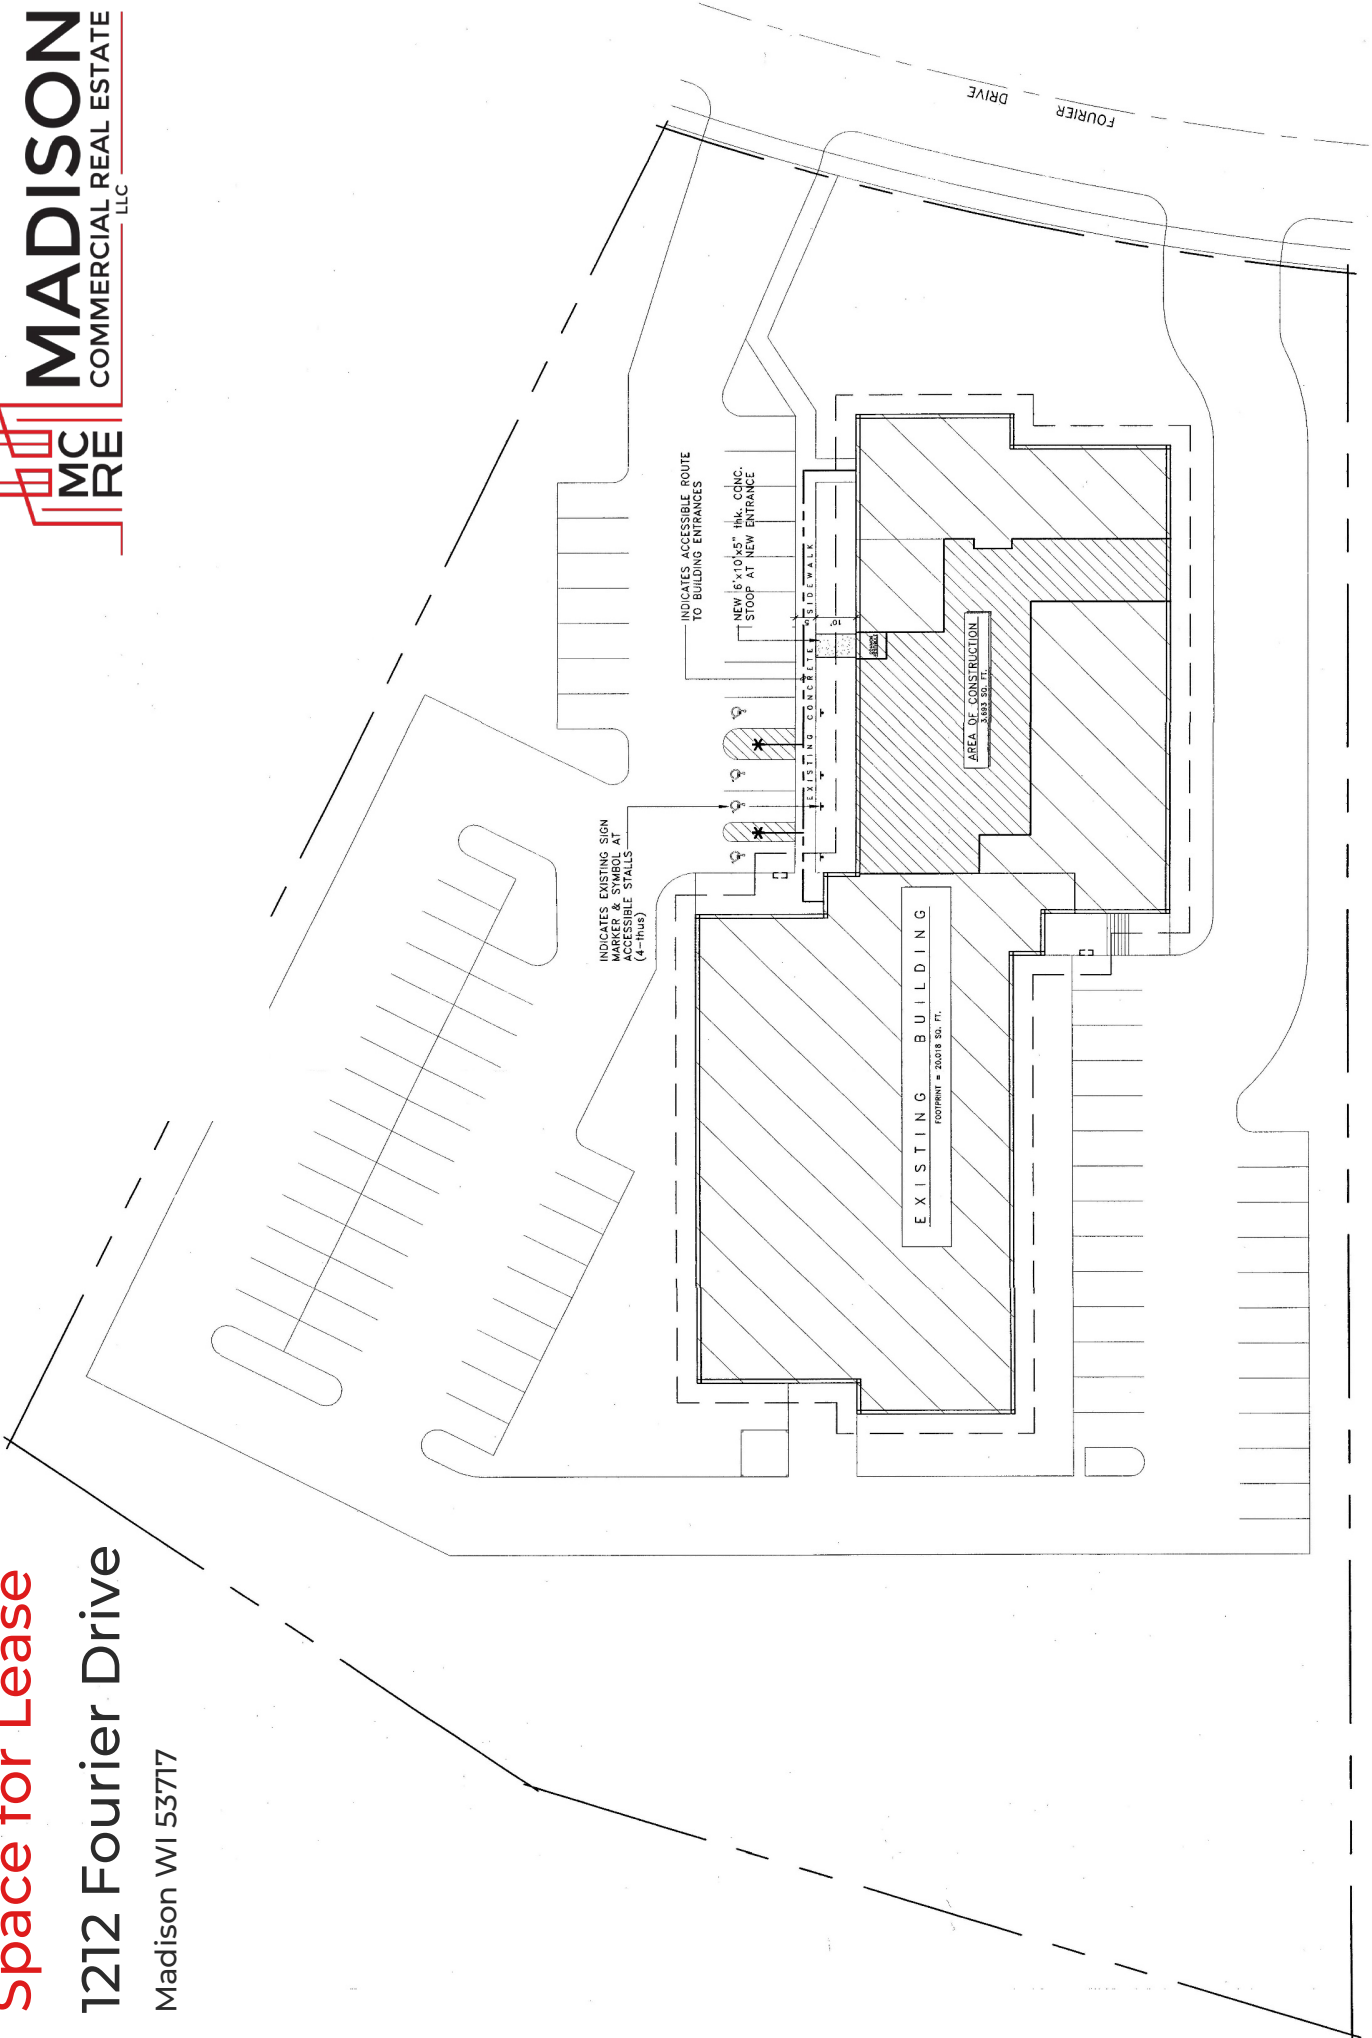 Space for Lease
1212 Fourier Drive
Madison WI 53717
MC
RE
MADISON
COMMERCIAL REAL ESTATE
LLC
FOURIER
DRIVE
INDICATES ACCESSIBLE ROUTE
TO BUILDING ENTRANCES
NEW 6'x10'x5" thk. CONC.
STOOP AT NEW ENTRANCE
INDICATES EXISTING SIGN
MARKER & SYMBOL AT
ACCESSIBLE STALLS
(4-thus)
EXISTING CONCRETE SIDEWALK
5'
10'
AREA OF CONSTRUCTION
3,693 SQ. FT.
EXISTING BUILDING
FOOTPRINT = 20,018 SQ. FT.